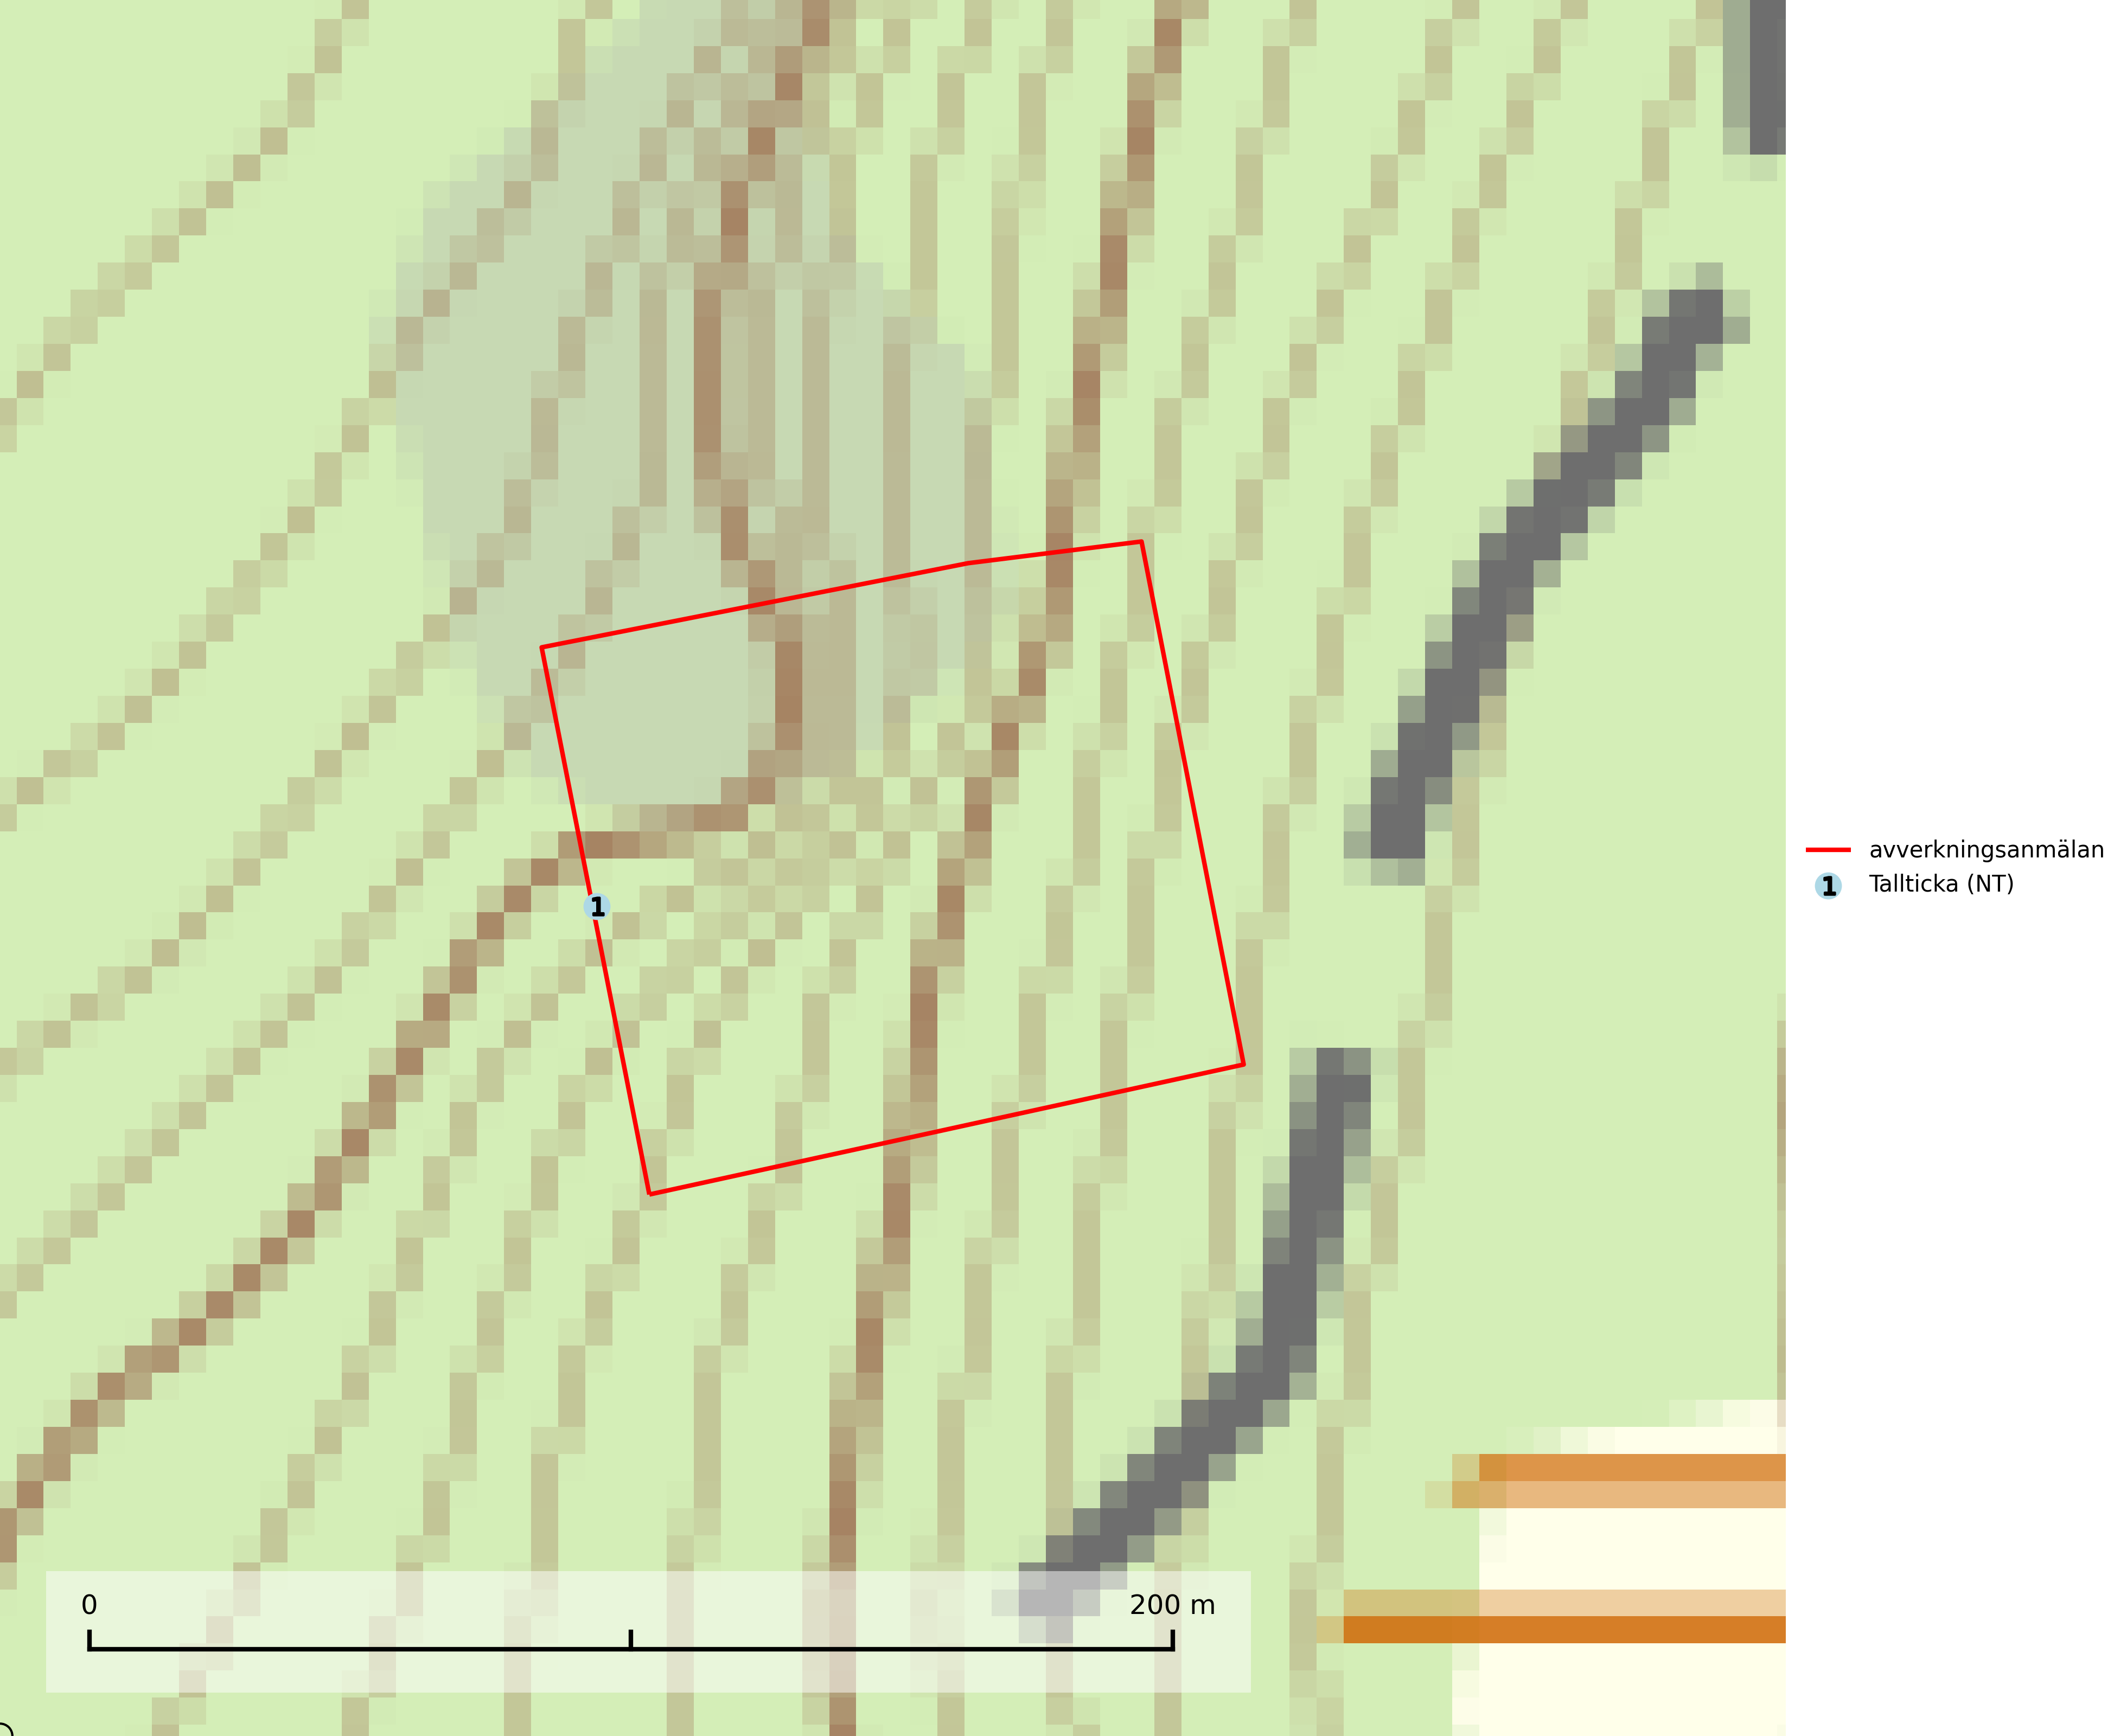 1
avverkningsanmälan
1 Tallticka (NT)
0 200 m